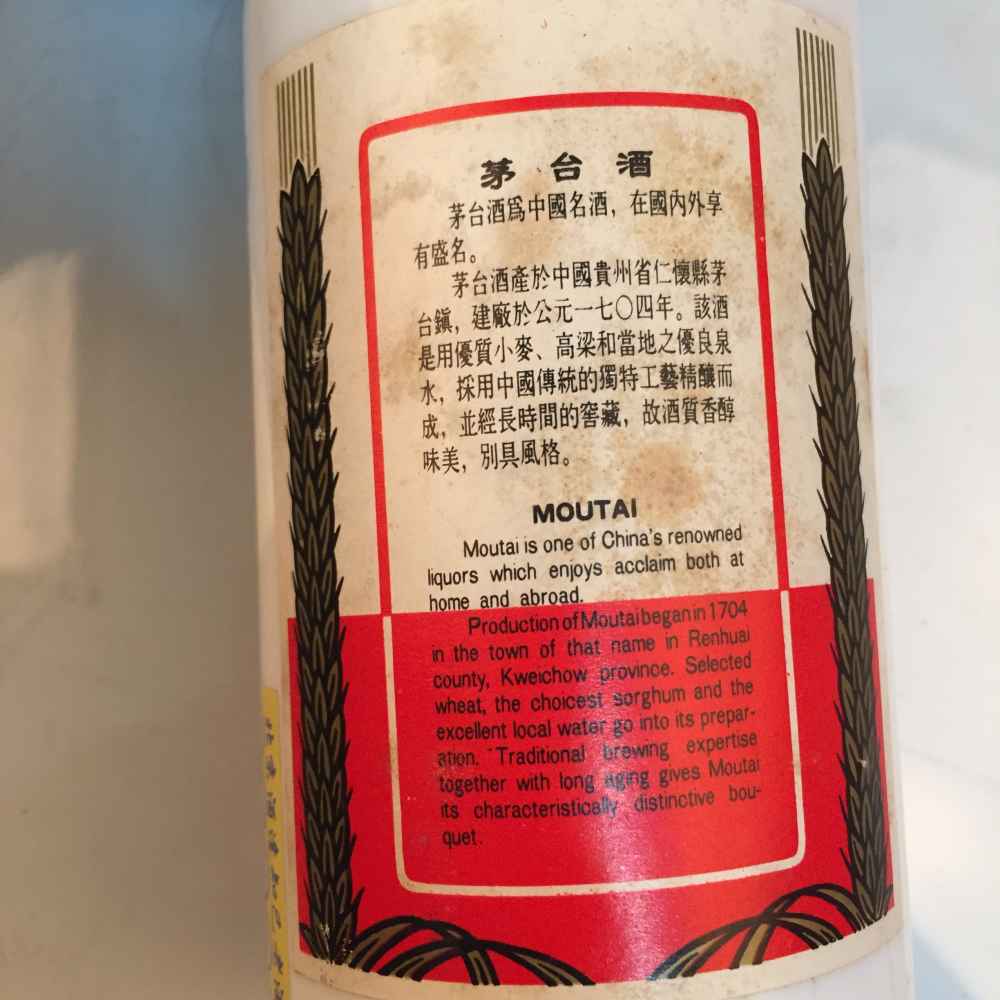 茅台酒
茅台酒爲中國名酒，在國內外享
有盛名。
茅台酒產於中國貴州省仁懷縣茅
台鎭，建廠於公元一七〇四年。該酒
是用優質小麥、高梁和當地之優良泉
水，採用中國傳統的獨特工藝精釀而
成，並經長時間的窖藏，故酒質香醇
味美，別具風格。
MOUTAI
Moutai is one of China's renowned
liquors which enjoys acclaim both at
home and abroad.
Production of Moutai began in 1704
in the town of that name in Renhuai
county, Kweichow province. Selected
wheat, the choicest sorghum and the
excellent local water go into its prepar-
ation. Traditional brewing expertise
together with long aging gives Moutai
its characteristically distinctive bou-
quet.